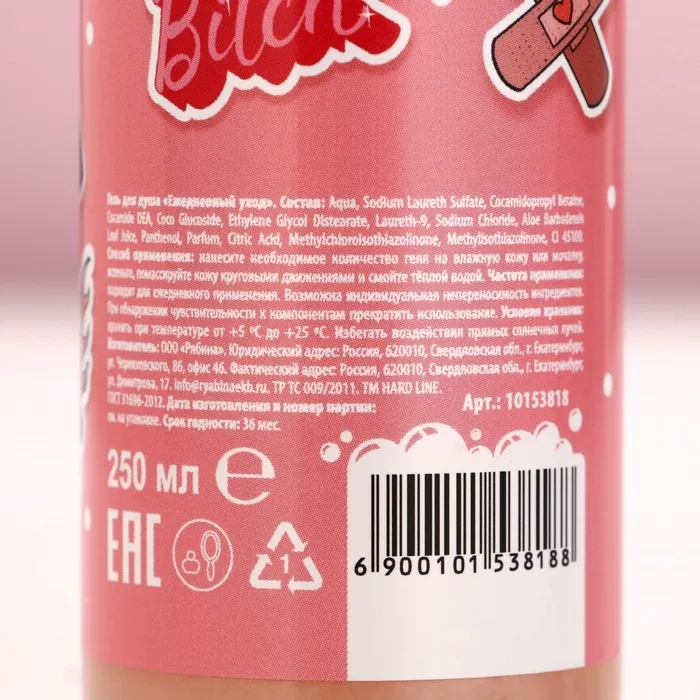 Bitch
Гель для душа «Ежедневный уход». Состав: Aqua, Sodium Laureth Sulfate, Cocamidopropyl Betaine,
Cocamide DEA, Coco Glucoside, Ethylene Glycol Distearate, Laureth-9, Sodium Chloride, Aloe Barbadensis
Leaf Juice, Panthenol, Parfum, Citric Acid, Methylchloroisothiazolinone, Methylisothiazolinone, CI 45100.
Способ применения: нанесите необходимое количество геля на влажную кожу или мочалку,
вспеньте, помассируйте кожу круговыми движениями и смойте тёплой водой. Частота применения:
подходит для ежедневного применения. Возможна индивидуальная непереносимость ингредиентов.
При обнаружении чувствительности к компонентам прекратить использование. Условия хранения:
хранить при температуре от +5 °С до +25 °С. Избегать воздействия прямых солнечных лучей.
Изготовитель: ООО «Рябина», Юридический адрес: Россия, 620010, Свердловская обл., г. Екатеринбург,
ул. Черняховского, 86, офис 46. Фактический адрес: Россия, 620010, Свердловская обл., г. Екатеринбург,
ул. Димитрова, 17. info@ryabinaekb.ru. ТР ТС 009/2011. TM HARD LINE.
ГОСТ 31696-2012. Дата изготовления и номер партии:
см. на упаковке. Срок годности: 36 мес.
Арт.: 10153818
250 мл e
EAC
1
6 900101 538188